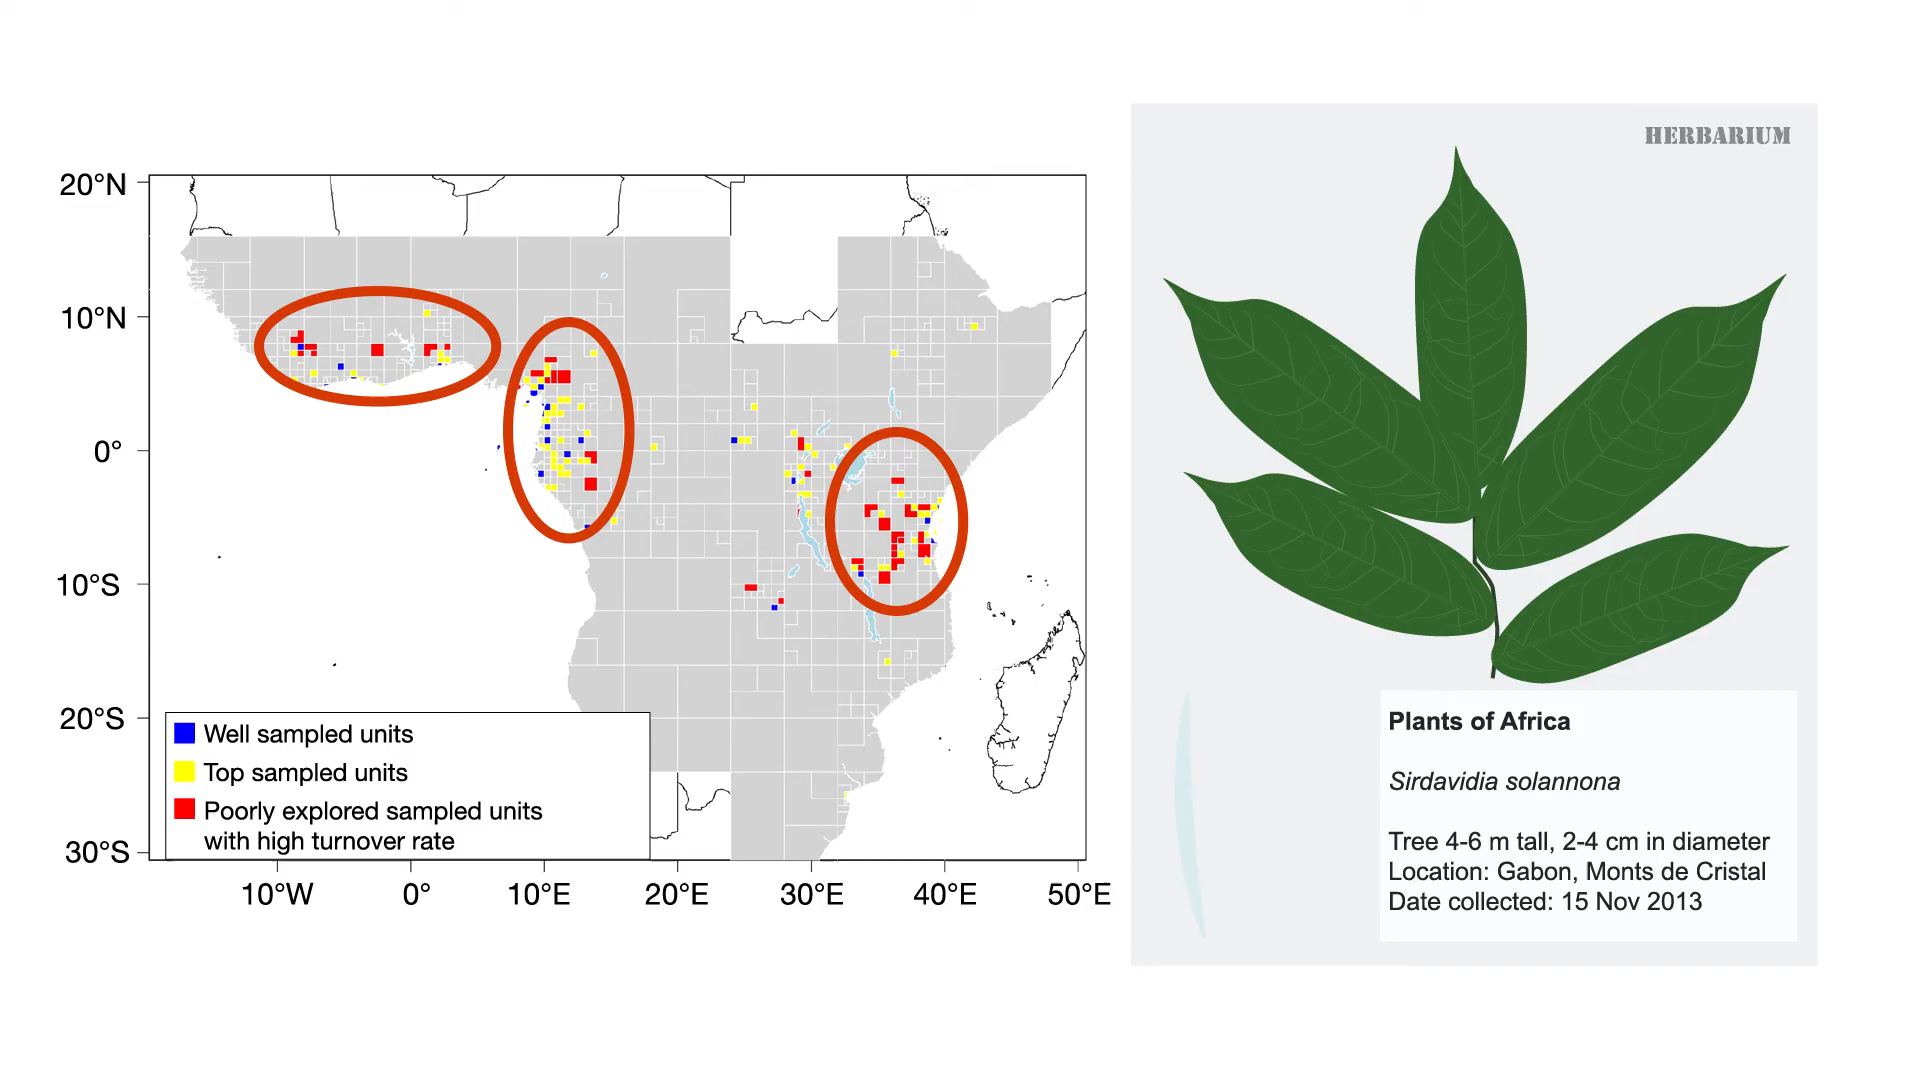 20°N
10°N
0°
10°S
20°S
30°S
10°W
0°
10°E
20°E
30°E
40°E
50°E
Well sampled units
Top sampled units
Poorly explored sampled units
with high turnover rate
HERBARIUM
Plants of Africa
Sirdavidia solannona
Tree 4-6 m tall, 2-4 cm in diameter
Location: Gabon, Monts de Cristal
Date collected: 15 Nov 2013